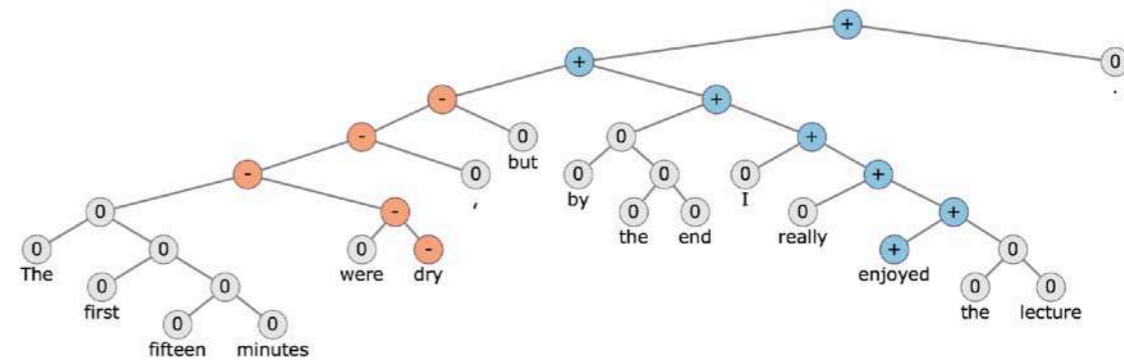 +
+ 0
.
- +
- 0 0 +
but
- 0 0 0 0 +
, by I
0 - 0 0 0 +
the end really
0 0 0 - + 0
The were dry enjoyed
0 0 0 0
first the lecture
0 0
fifteen minutes